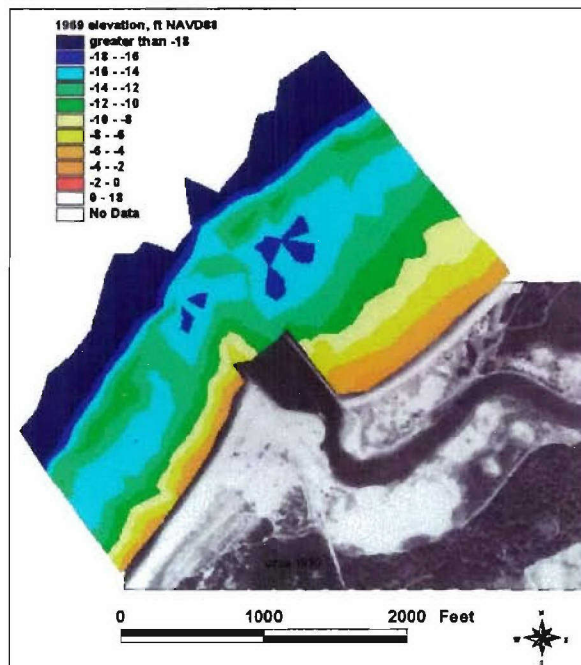 1969 elevation, ft NAVD88
greater than -18
-18 - -16
-16 - -14
-14 - -12
-12 - -10
-10 - -8
-8 - -6
-6 - -4
-4 - -2
-2 - 0
0 - 18
No Data
0 1000 2000 Feet
N
W E
S